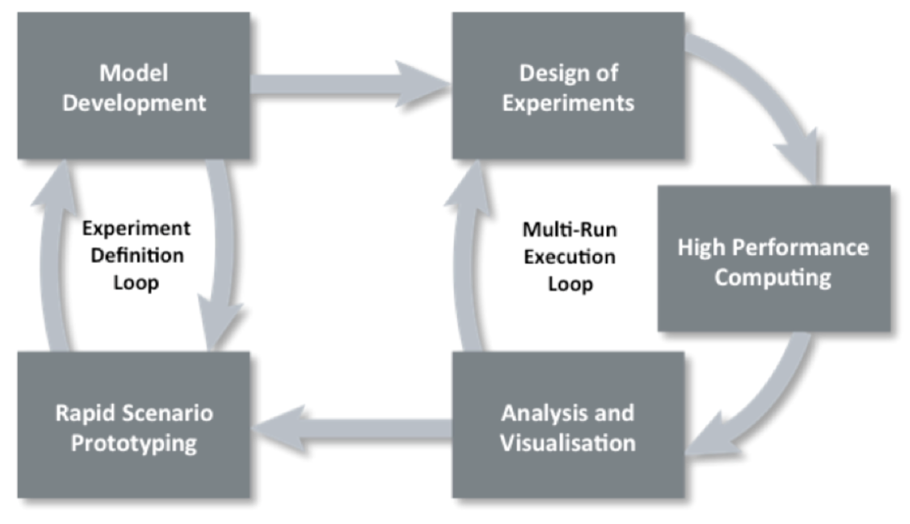 Model
Development
Design of
Experiments
Experiment
Definition
Loop
Multi-Run
Execution
Loop
High Performance
Computing
Rapid Scenario
Prototyping
Analysis and
Visualisation